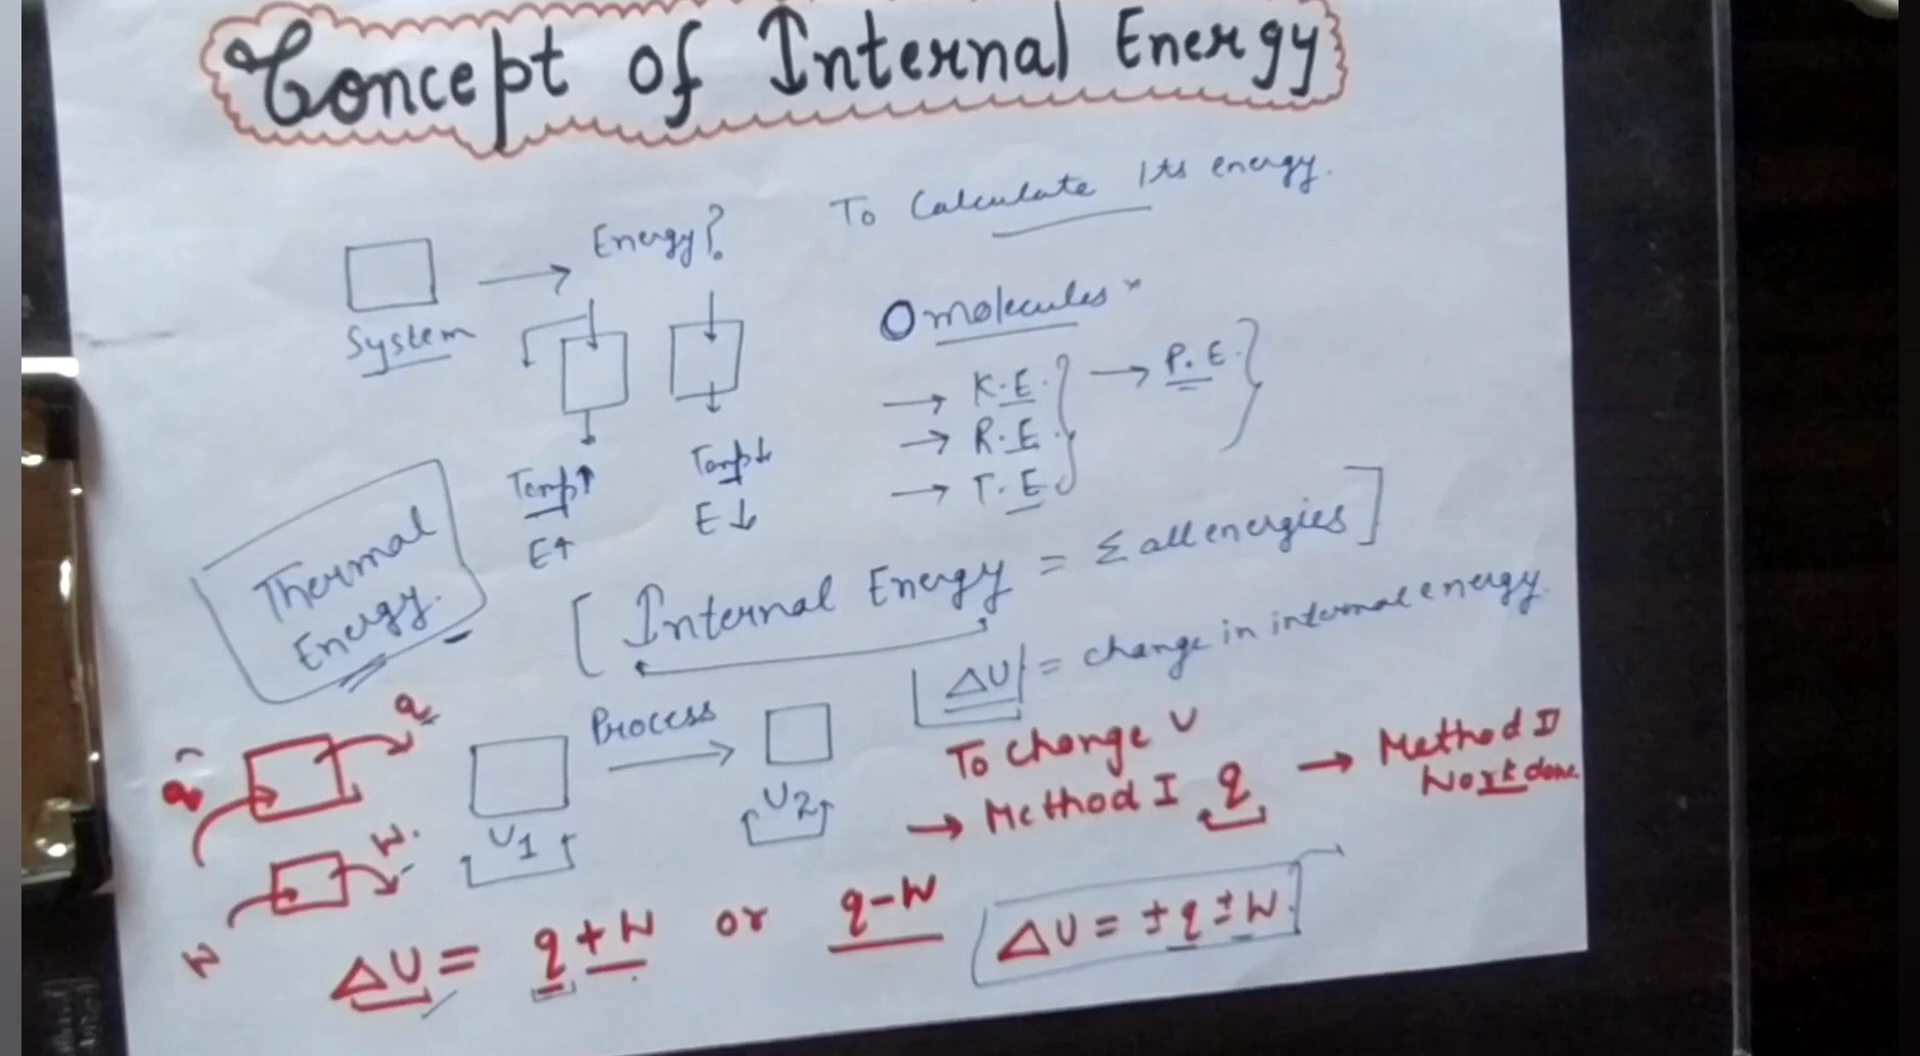 Concept of Internal Energy
To Calculate Its energy.
Energy?
System
molecules
K.E.
P.E.
R.E.
T.E.
Temp↑
E↑
Temp↓
E↓
Thermal
Energy.
[ Internal Energy = Σ all energies ]
ΔU = change in internal energy.
q
q
Process
U1
U2
To Change U
→ Method I q → Method II
Work done.
W.
W
ΔU = q+W or q-W
ΔU = ±q ±W.